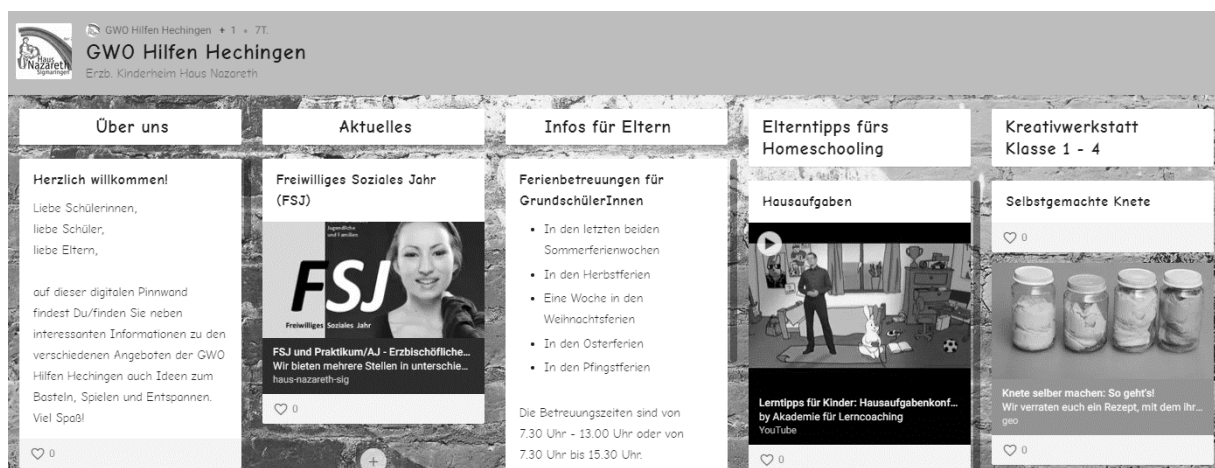 GWO Hilfen Hechingen + 1 • 7T.
GWO Hilfen Hechingen
Erzb. Kinderheim Haus Nazareth
Haus
Nazareth
Sigmaringen
Über uns
Herzlich willkommen!
Liebe Schülerinnen,
liebe Schüler,
liebe Eltern,
auf dieser digitalen Pinnwand
findest Du/finden Sie neben
interessanten Informationen zu den
verschiedenen Angeboten der GWO
Hilfen Hechingen auch Ideen zum
Basteln, Spielen und Entspannen.
Viel Spaß!
0
Aktuelles
Freiwilliges Soziales Jahr
(FSJ)
Jugendliche
und Familien
FSJ
Freiwilliges Soziales Jahr
FSJ und Praktikum/AJ - Erzbischöfliche...
Wir bieten mehrere Stellen in unterschie...
haus-nazareth-sig
0
Infos für Eltern
Ferienbetreuungen für
GrundschülerInnen
• In den letzten beiden
Sommerferienwochen
• In den Herbstferien
• Eine Woche in den
Weihnachtsferien
• In den Osterferien
• In den Pfingstferien
Die Betreuungszeiten sind von
7.30 Uhr - 13.00 Uhr oder von
7.30 Uhr bis 15.30 Uhr.
Elterntipps fürs
Homeschooling
Hausaufgaben
Lerntipps für Kinder: Hausaufgabenkonf...
by Akademie für Lerncoaching
YouTube
0
Kreativwerkstatt
Klasse 1 - 4
Selbstgemachte Knete
0
Knete selber machen: So geht's!
Wir verraten euch ein Rezept, mit dem ihr...
geo
0